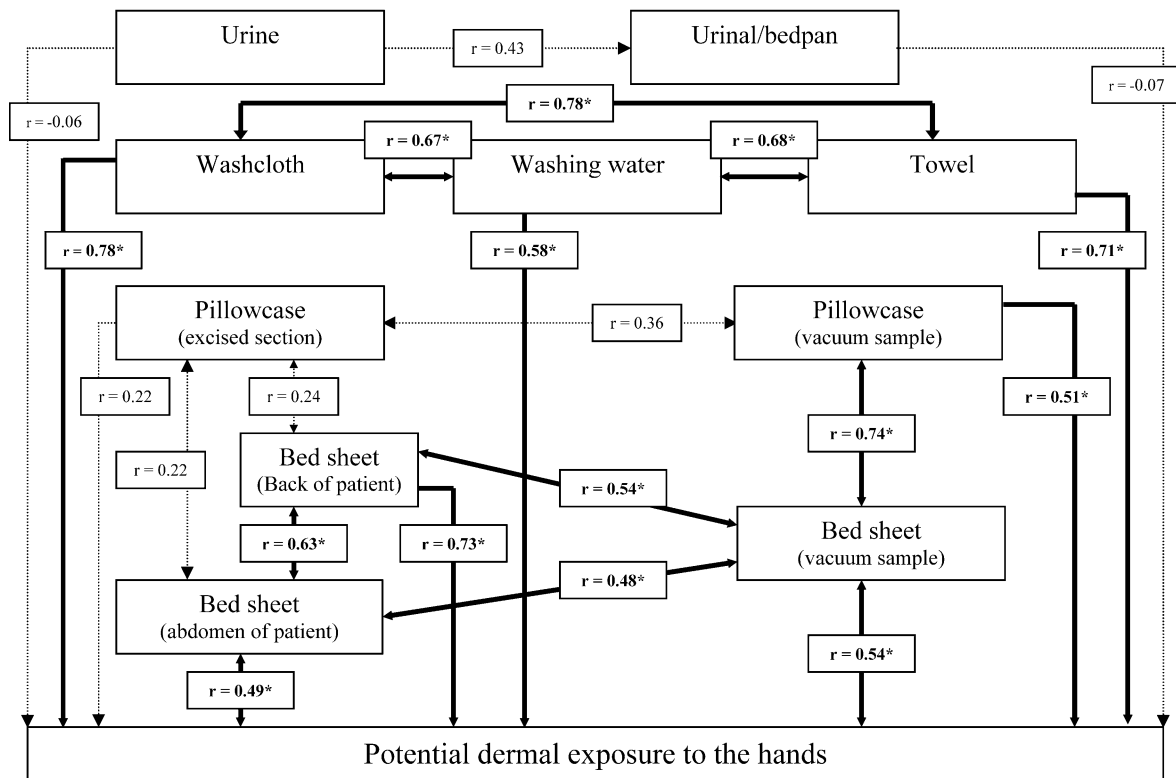 Urine
r = 0.43
Urinal/bedpan
r = -0.06
r = -0.07
r = 0.78*
r = 0.67*
r = 0.68*
Washcloth
Washing water
Towel
r = 0.78*
r = 0.58*
r = 0.71*
Pillowcase
(excised section)
r = 0.36
Pillowcase
(vacuum sample)
r = 0.22
r = 0.24
r = 0.51*
r = 0.74*
r = 0.22
Bed sheet
(Back of patient)
r = 0.54*
r = 0.63*
r = 0.73*
Bed sheet
(vacuum sample)
r = 0.48*
Bed sheet
(abdomen of patient)
r = 0.54*
r = 0.49*
Potential dermal exposure to the hands